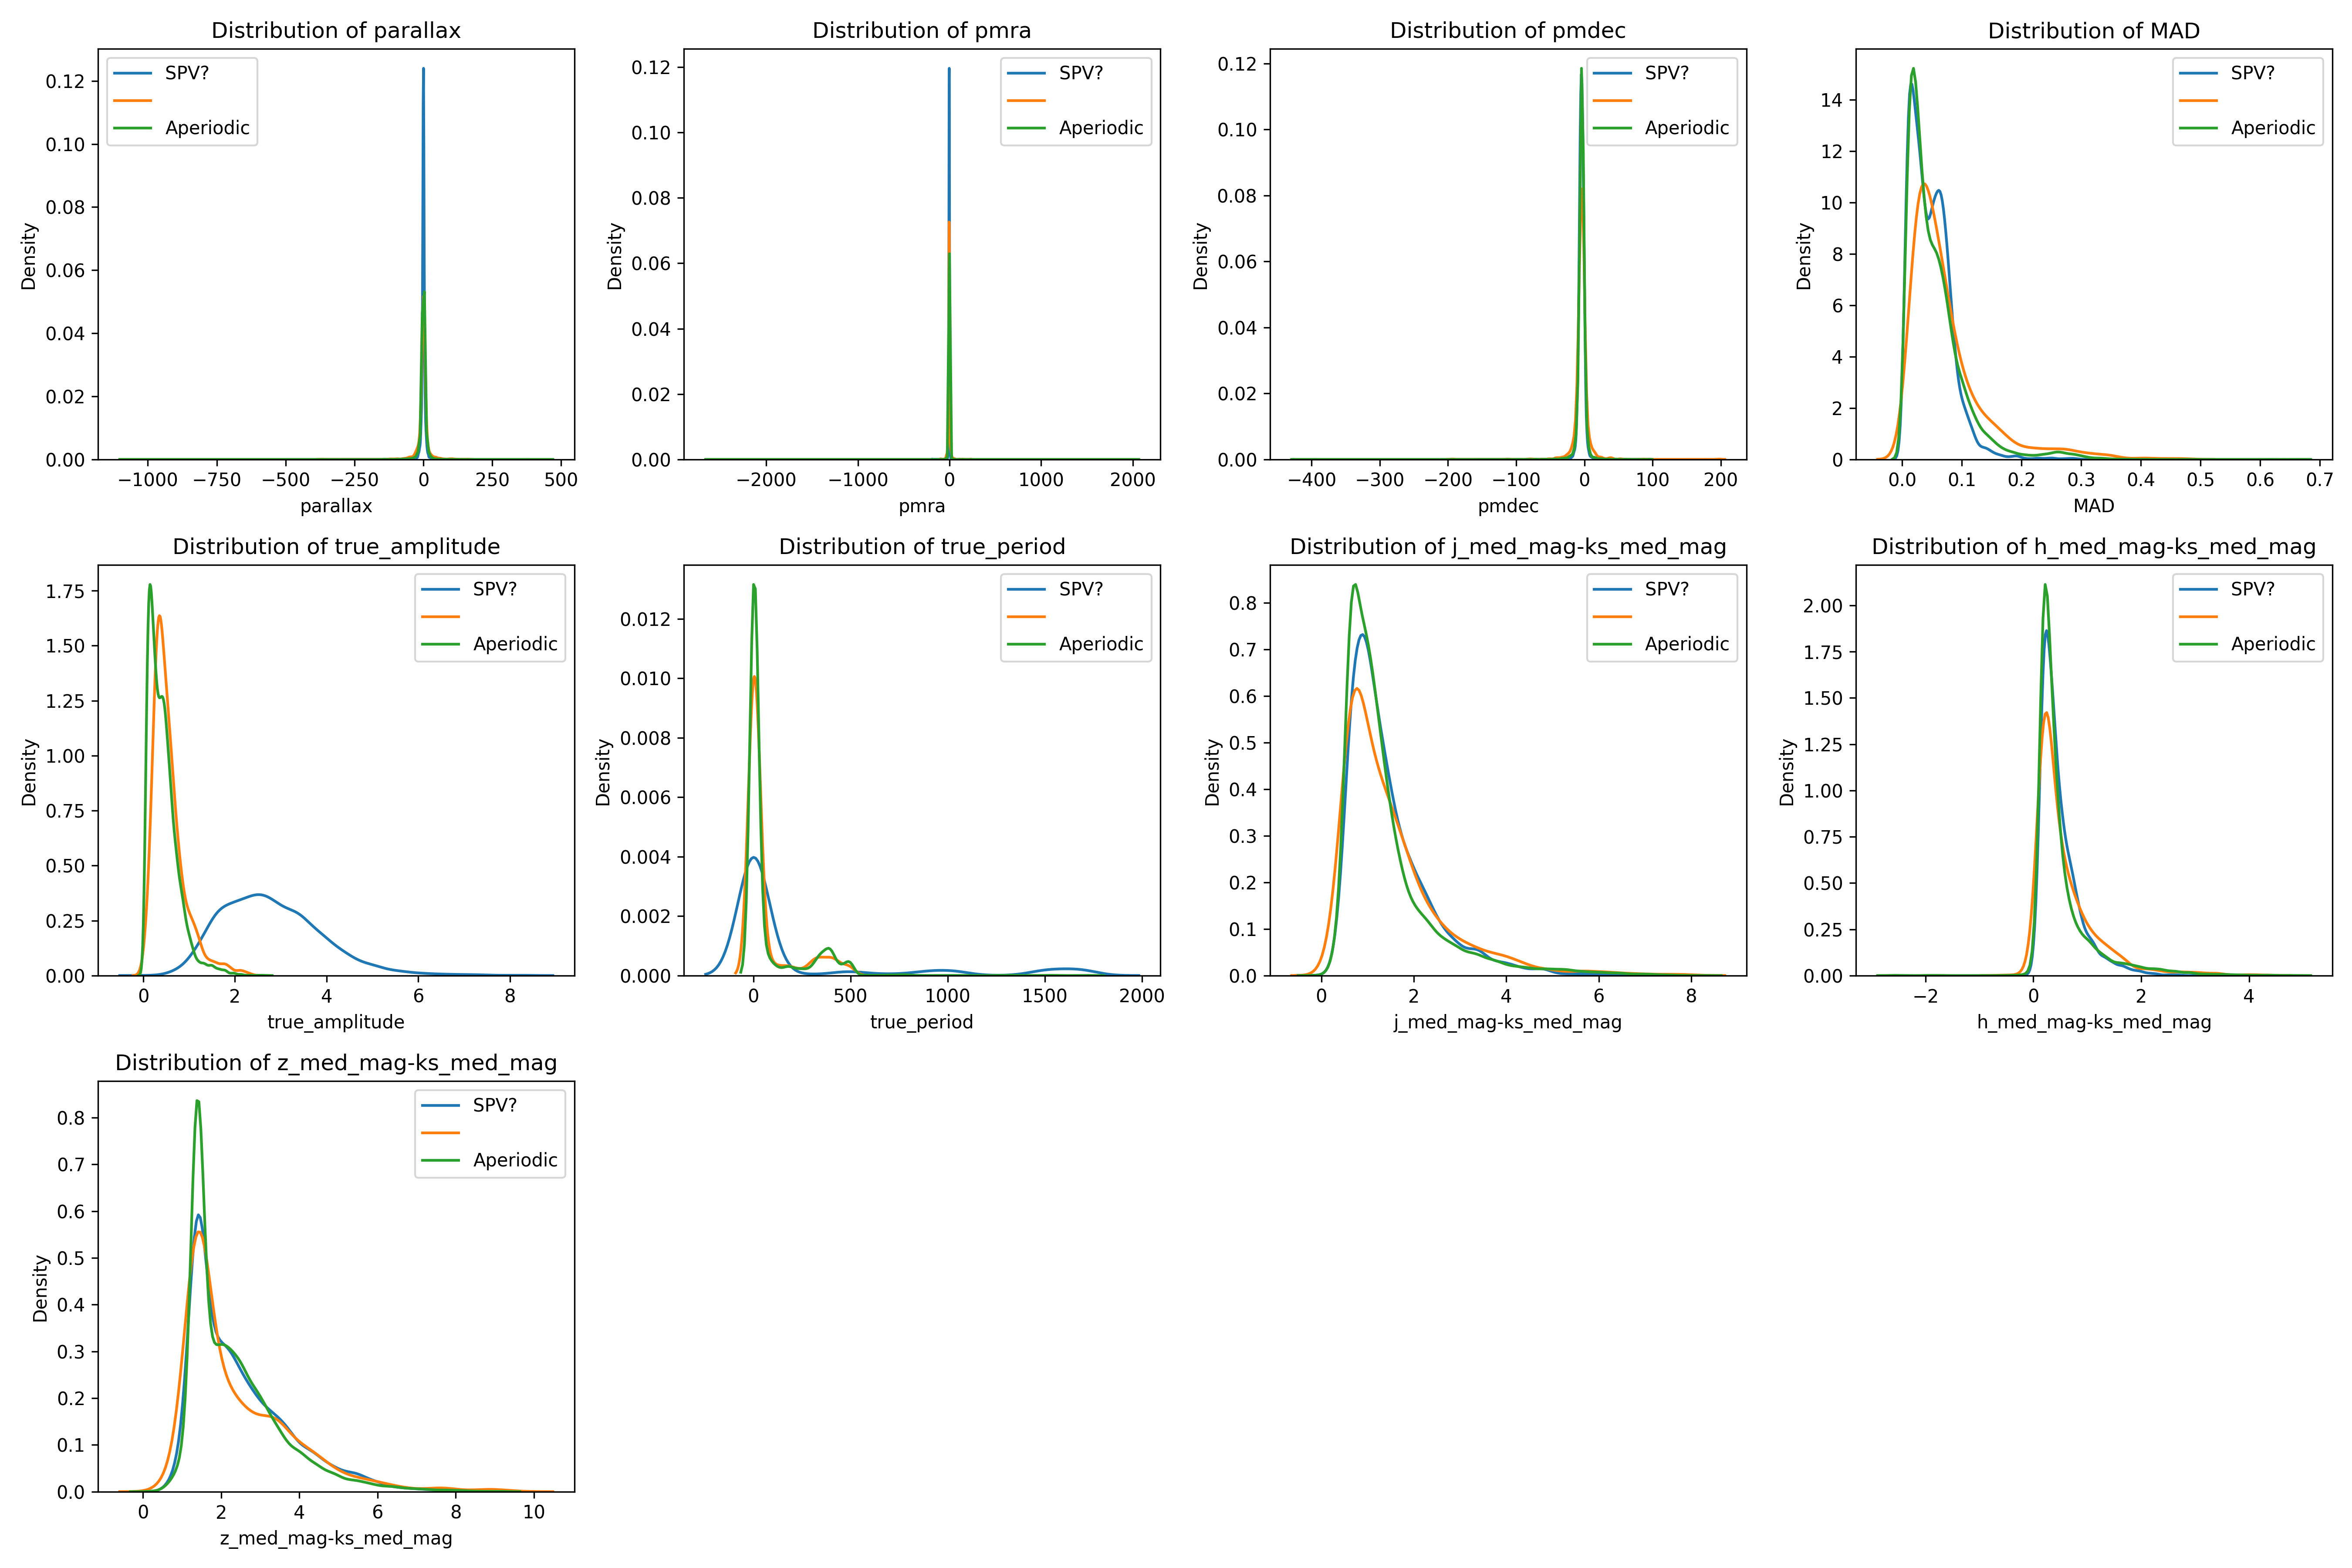 Distribution of parallax
SPV?
Aperiodic
Density
0.12
0.10
0.08
0.06
0.04
0.02
0.00
−1000 −750 −500 −250 0 250 500
parallax
Distribution of pmra
SPV?
Aperiodic
Density
0.12
0.10
0.08
0.06
0.04
0.02
0.00
−2000 −1000 0 1000 2000
pmra
Distribution of pmdec
SPV?
Aperiodic
Density
0.12
0.10
0.08
0.06
0.04
0.02
0.00
−400 −300 −200 −100 0 100 200
pmdec
Distribution of MAD
SPV?
Aperiodic
Density
14
12
10
8
6
4
2
0
0.0 0.1 0.2 0.3 0.4 0.5 0.6 0.7
MAD
Distribution of true_amplitude
SPV?
Aperiodic
Density
1.75
1.50
1.25
1.00
0.75
0.50
0.25
0.00
0 2 4 6 8
true_amplitude
Distribution of true_period
SPV?
Aperiodic
Density
0.012
0.010
0.008
0.006
0.004
0.002
0.000
0 500 1000 1500 2000
true_period
Distribution of j_med_mag-ks_med_mag
SPV?
Aperiodic
Density
0.8
0.7
0.6
0.5
0.4
0.3
0.2
0.1
0.0
0 2 4 6 8
j_med_mag-ks_med_mag
Distribution of h_med_mag-ks_med_mag
SPV?
Aperiodic
Density
2.00
1.75
1.50
1.25
1.00
0.75
0.50
0.25
0.00
−2 0 2 4
h_med_mag-ks_med_mag
Distribution of z_med_mag-ks_med_mag
SPV?
Aperiodic
Density
0.8
0.7
0.6
0.5
0.4
0.3
0.2
0.1
0.0
0 2 4 6 8 10
z_med_mag-ks_med_mag